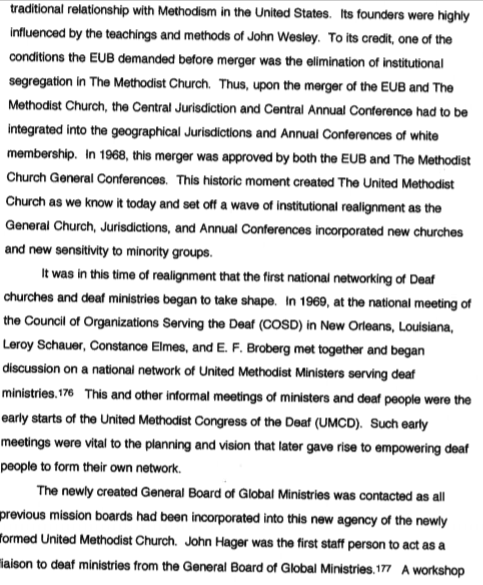 traditional relationship with Methodism in the United States. Its founders were highly
influenced by the teachings and methods of John Wesley. To its credit, one of the
conditions the EUB demanded before merger was the elimination of institutional
segregation in The Methodist Church. Thus, upon the merger of the EUB and The
Methodist Church, the Central Jurisdiction and Central Annual Conference had to be
integrated into the geographical Jurisdictions and Annual Conferences of white
membership. In 1968, this merger was approved by both the EUB and The Methodist
Church General Conferences. This historic moment created The United Methodist
Church as we know it today and set off a wave of institutional realignment as the
General Church, Jurisdictions, and Annual Conferences incorporated new churches
and new sensitivity to minority groups.
It was in this time of realignment that the first national networking of Deaf
churches and deaf ministries began to take shape. In 1969, at the national meeting of
the Council of Organizations Serving the Deaf (COSD) in New Orleans, Louisiana,
Leroy Schauer, Constance Elmes, and E. F. Broberg met together and began
discussion on a national network of United Methodist Ministers serving deaf
ministries.176 This and other informal meetings of ministers and deaf people were the
early starts of the United Methodist Congress of the Deaf (UMCD). Such early
meetings were vital to the planning and vision that later gave rise to empowering deaf
people to form their own network.
The newly created General Board of Global Ministries was contacted as all
previous mission boards had been incorporated into this new agency of the newly
formed United Methodist Church. John Hager was the first staff person to act as a
liaison to deaf ministries from the General Board of Global Ministries.177 A workshop